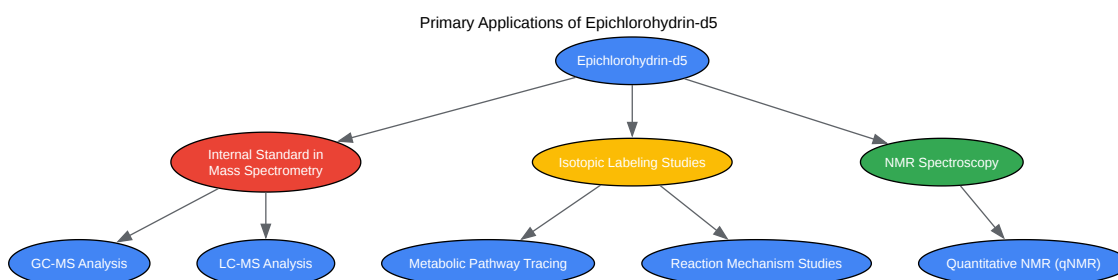 Primary Applications of Epichlorohydrin-d5
Epichlorohydrin-d5
Internal Standard in
Mass Spectrometry
Isotopic Labeling Studies
NMR Spectroscopy
GC-MS Analysis
LC-MS Analysis
Metabolic Pathway Tracing
Reaction Mechanism Studies
Quantitative NMR (qNMR)